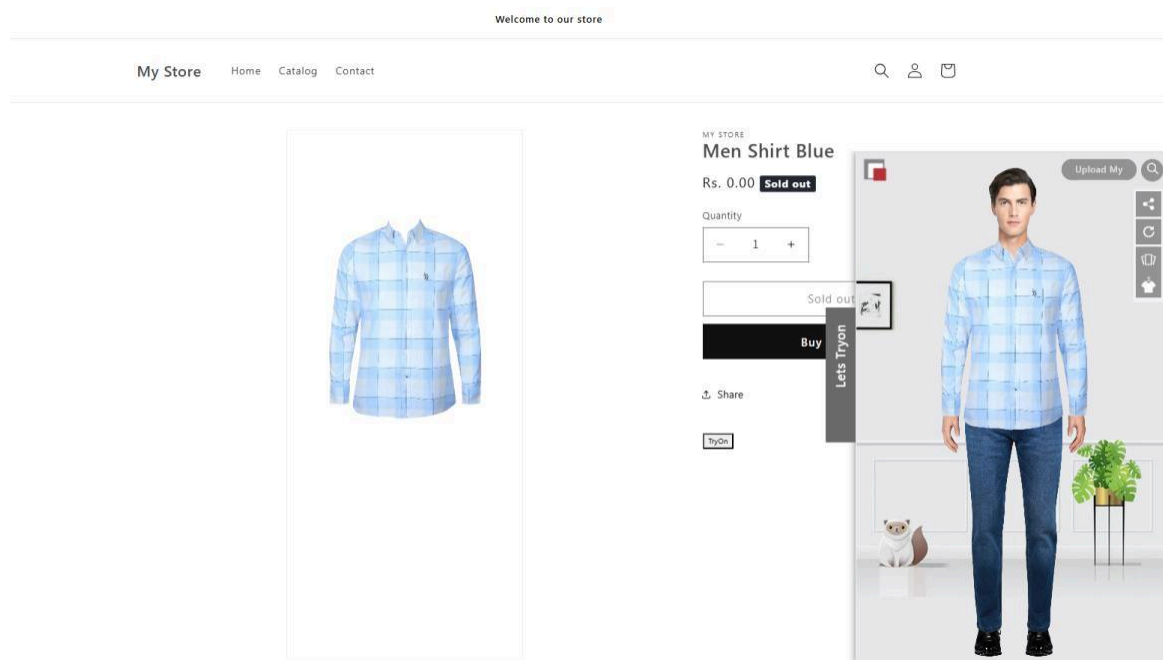 Welcome to our store
My Store
Home Catalog Contact
MY STORE
Men Shirt Blue
Rs. 0.00 Sold out
Quantity
− 1 +
Sold out
Buy
Share
TryOn
Lets Tryon
Upload My